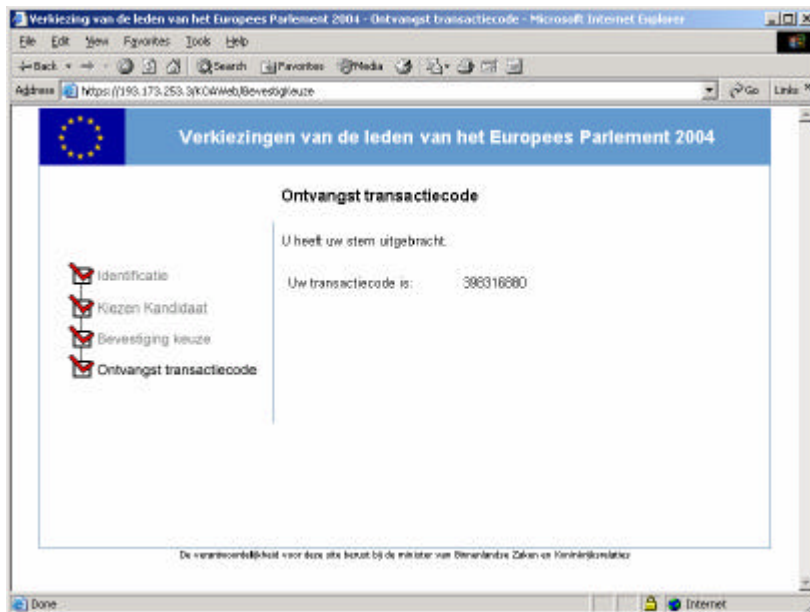 Verkiezing van de leden van het Europees Parlement 2004 - Ontvangst transactiecode - Microsoft Internet Explorer
File Edit View Favorites Tools Help
Back Search Favorites Media
Address https://193.173.253.3/KOAWeb/Bevestigkeuze Go Links
Verkiezingen van de leden van het Europees Parlement 2004
Ontvangst transactiecode
U heeft uw stem uitgebracht.
Uw transactiecode is: 398316880
Identificatie
Kiezen Kandidaat
Bevestiging keuze
Ontvangst transactiecode
De verantwoordelijkheid voor deze site berust bij de minister van Binnenlandse Zaken en Koninkrijksrelaties
Done Internet